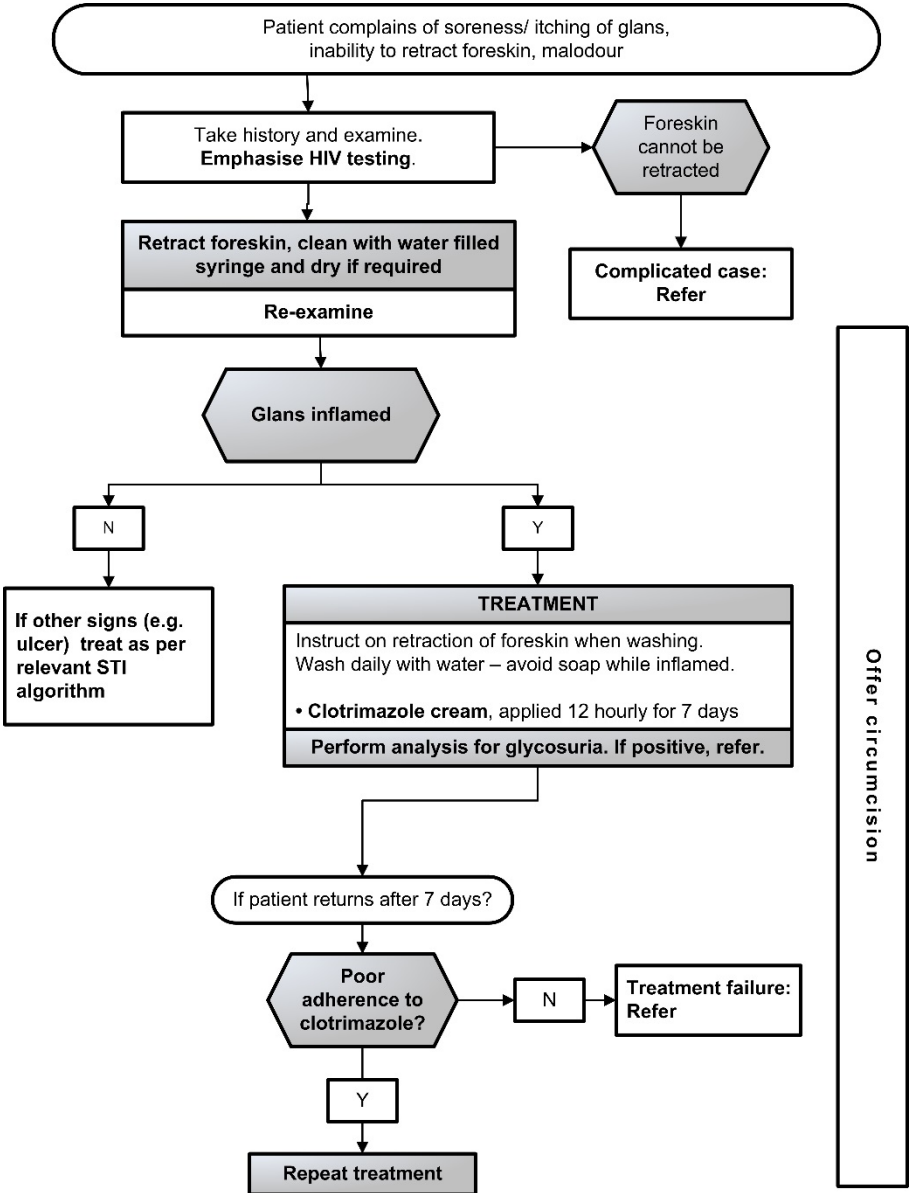 Patient complains of soreness/ itching of glans,
inability to retract foreskin, malodour
Take history and examine.
Emphasise HIV testing.
Foreskin
cannot be
retracted
Retract foreskin, clean with water filled
syringe and dry if required
Re-examine
Complicated case:
Refer
Glans inflamed
N
Y
If other signs (e.g.
ulcer) treat as per
relevant STI
algorithm
TREATMENT
Instruct on retraction of foreskin when washing.
Wash daily with water – avoid soap while inflamed.
• Clotrimazole cream, applied 12 hourly for 7 days
Perform analysis for glycosuria. If positive, refer.
Offer circumcision
If patient returns after 7 days?
Poor
adherence to
clotrimazole?
N
Treatment failure:
Refer
Y
Repeat treatment